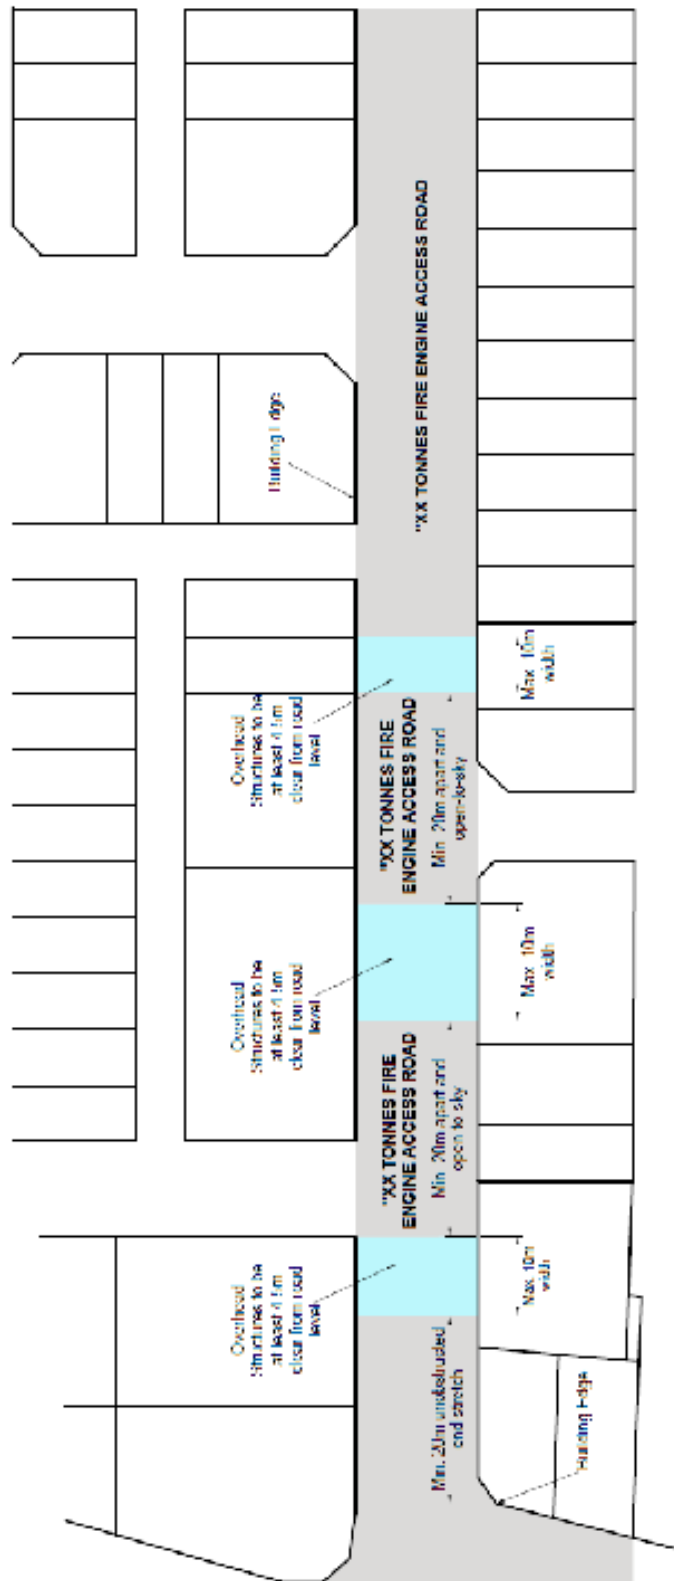 "XX TONNES FIRE ENGINE ACCESS ROAD
Building Edge
Max. 10m
width
Overhead
Structures to be
at least 4.5m
clear from road
level
"XX TONNES FIRE
ENGINE ACCESS ROAD
Min. 20m apart and
open-to-sky
Max. 10m
width
Overhead
Structures to be
at least 4.5m
clear from road
level
"XX TONNES FIRE
ENGINE ACCESS ROAD
Min. 20m apart and
open to sky
Max. 10m
width
Overhead
Structures to be
at least 4.5m
clear from road
level
Min. 20m unobstructed
end stretch
Building Edge